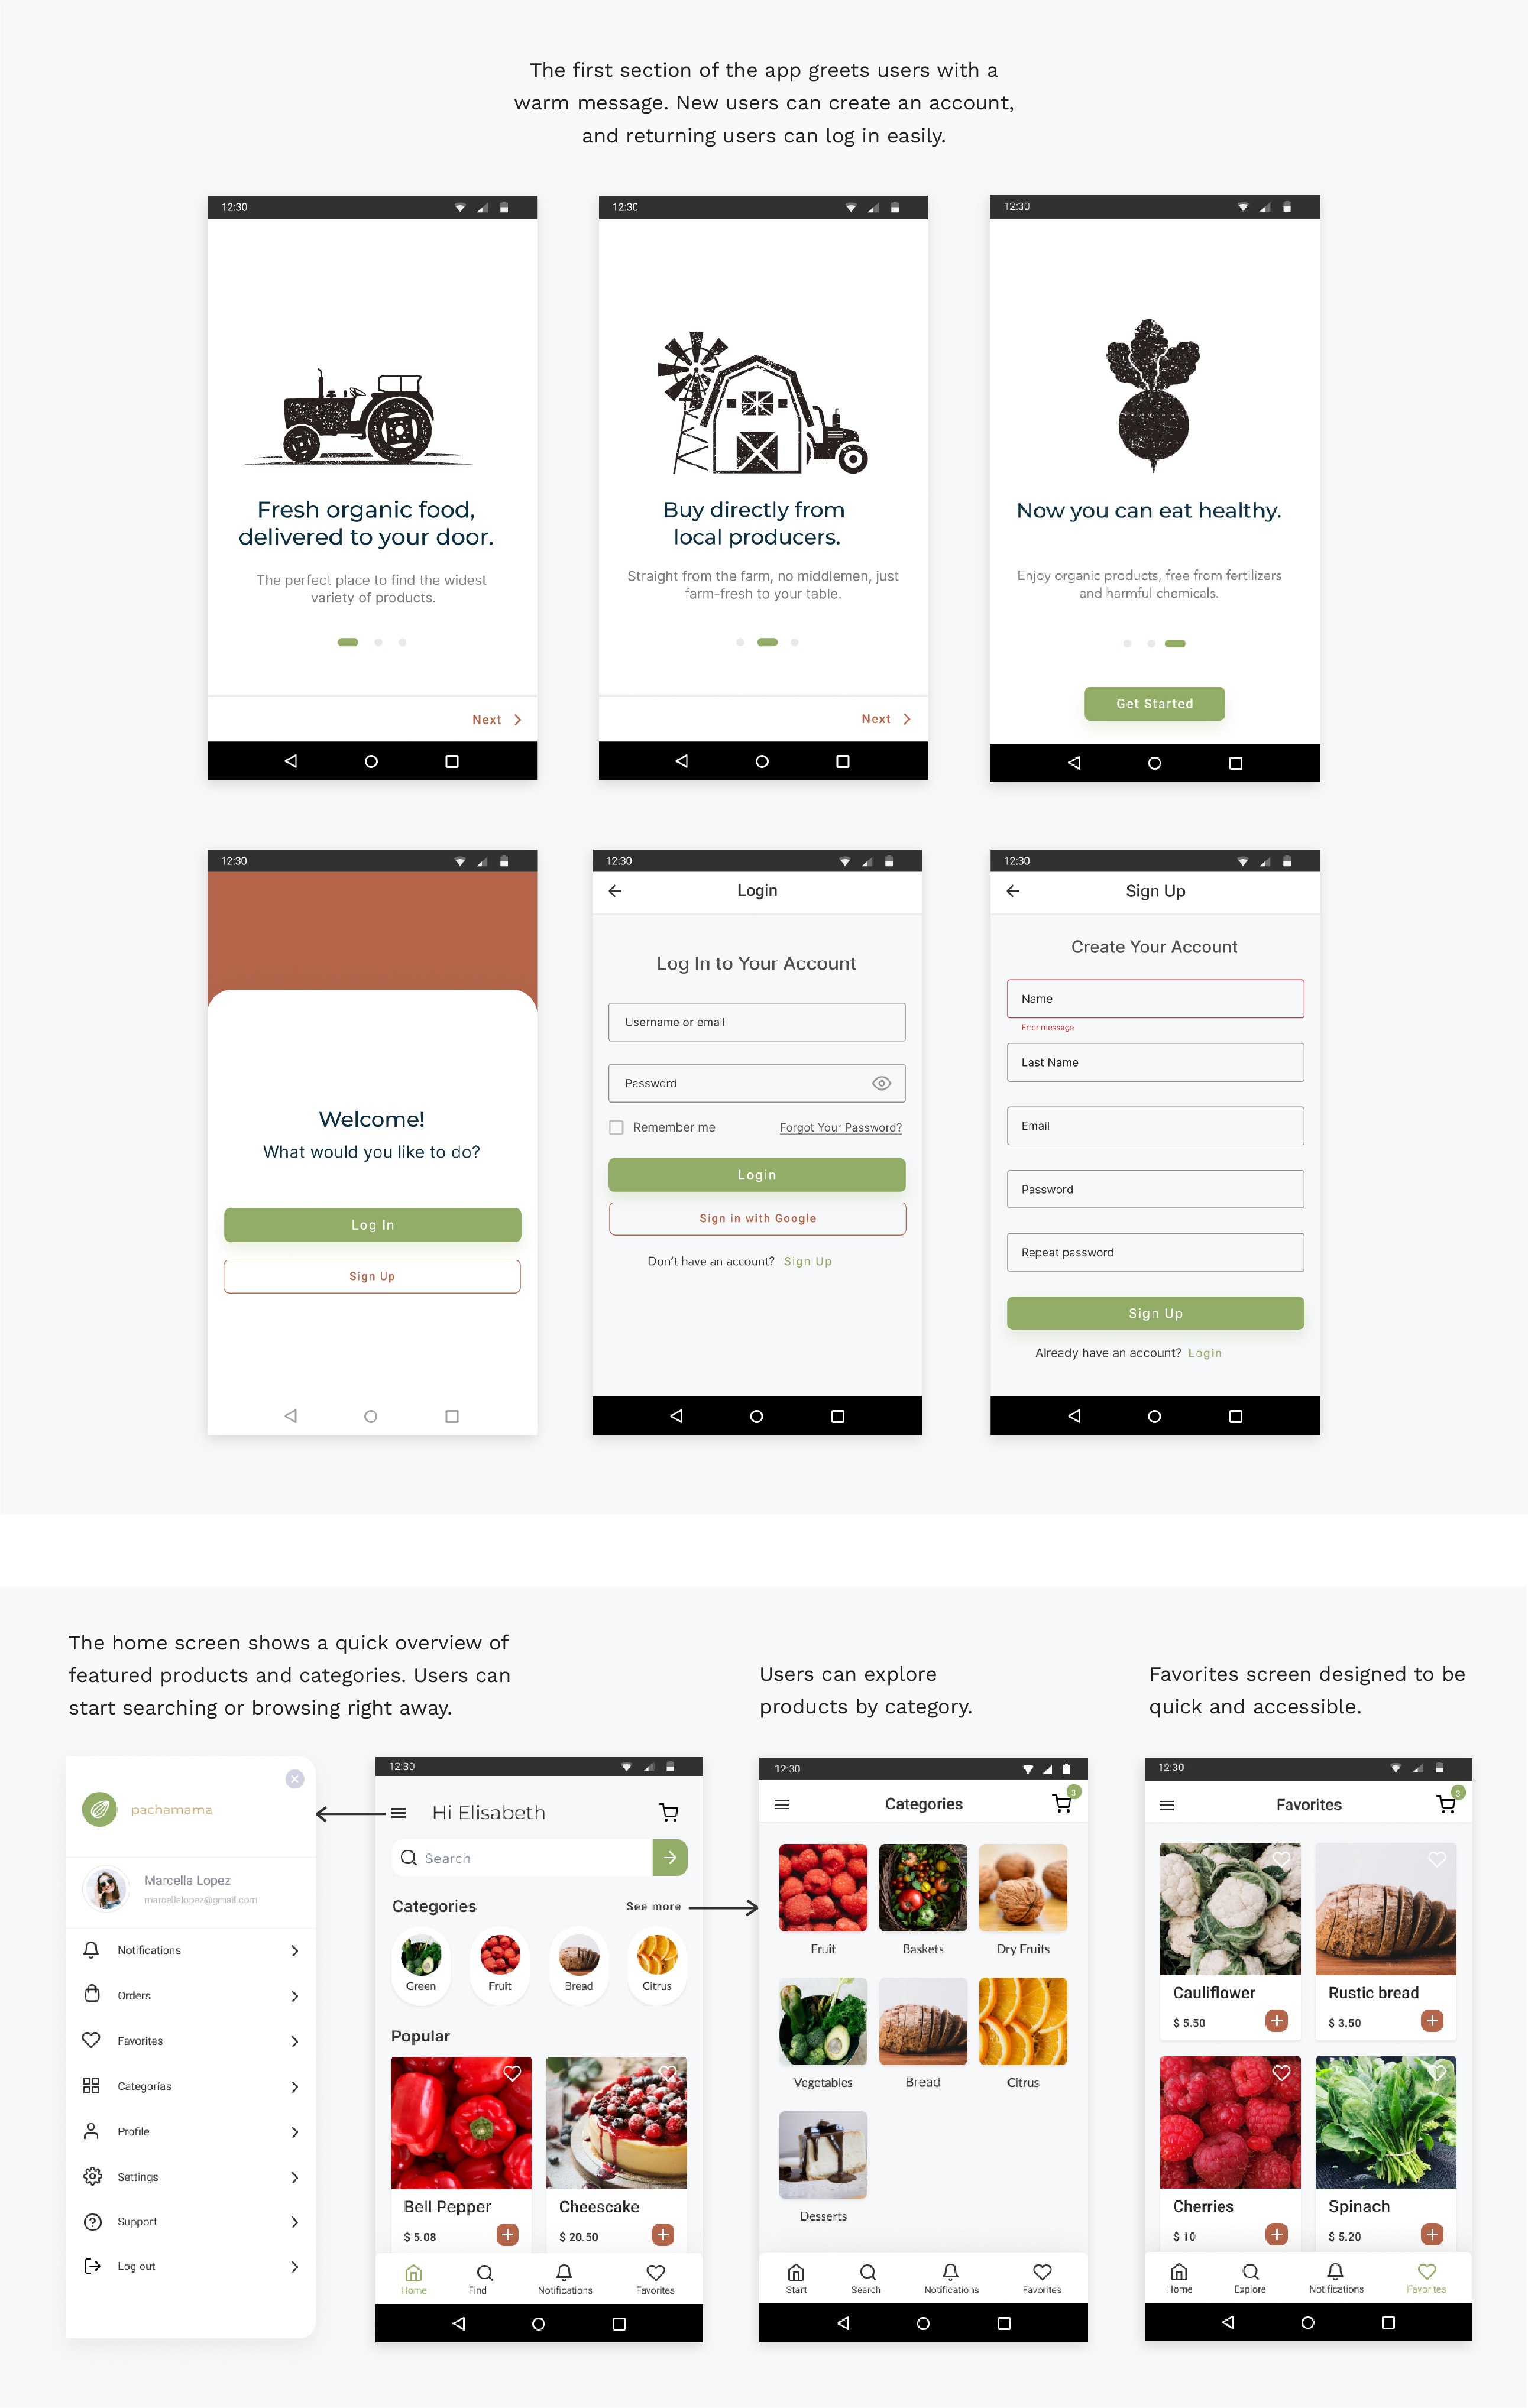 The first section of the app greets users with a
warm message. New users can create an account,
and returning users can log in easily.
12:30
Fresh organic food,
delivered to your door.
The perfect place to find the widest
variety of products.
Next
12:30
Buy directly from
local producers.
Straight from the farm, no middlemen, just
farm-fresh to your table.
Next
12:30
Now you can eat healthy.
Enjoy organic products, free from fertilizers
and harmful chemicals.
Get Started
12:30
Welcome!
What would you like to do?
Log In
Sign Up
12:30
Login
Log In to Your Account
Username or email
Password
Remember me
Forgot Your Password?
Login
Sign in with Google
Don't have an account? Sign Up
12:30
Sign Up
Create Your Account
Name
Error message
Last Name
Email
Password
Repeat password
Sign Up
Already have an account? Login
The home screen shows a quick overview of
featured products and categories. Users can
start searching or browsing right away.
Users can explore
products by category.
Favorites screen designed to be
quick and accessible.
pachamama
Marcella Lopez
marcellalopez@gmail.com
Notifications
Orders
Favorites
Categorías
Profile
Settings
Support
Log out
12:30
Hi Elisabeth
Search
Categories
See more
Green
Fruit
Bread
Citrus
Popular
Bell Pepper
$ 5.08
Cheescake
$ 20.50
Home
Find
Notifications
Favorites
12:30
Categories
3
Fruit
Baskets
Dry Fruits
Vegetables
Bread
Citrus
Desserts
Start
Search
Notifications
Favorites
12:30
Favorites
3
Cauliflower
$ 5.50
Rustic bread
$ 3.50
Cherries
$ 10
Spinach
$ 5.20
Home
Explore
Notifications
Favorites